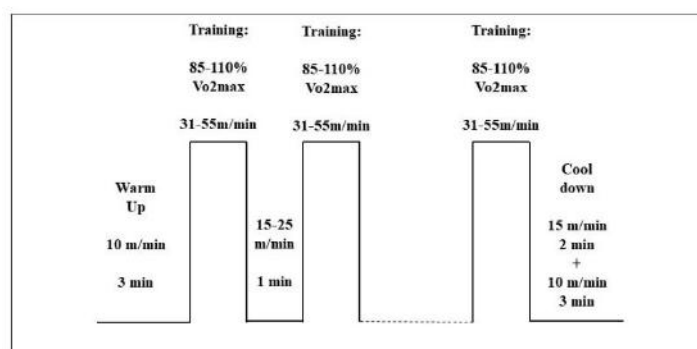 Training:
85-110%
Vo2max
31-55m/min
Training:
85-110%
Vo2max
31-55m/min
Training:
85-110%
Vo2max
31-55m/min
Warm
Up
10 m/min
3 min
15-25
m/min
1 min
Cool
down
15 m/min
2 min
+
10 m/min
3 min